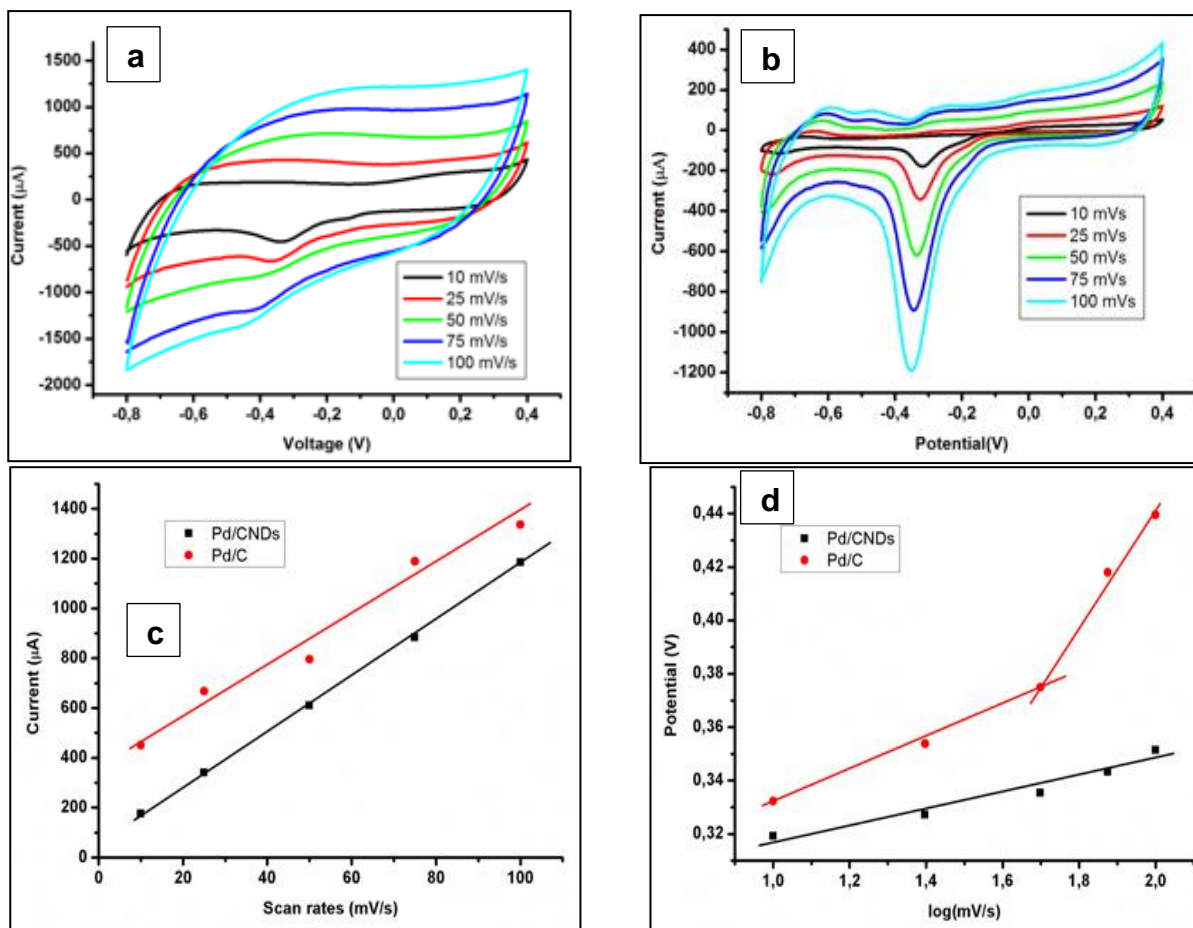 a
1500
1000
500
0
-500
-1000
-1500
-2000
Current (µA)
10 mV/s
25 mV/s
50 mV/s
75 mV/s
100 mV/s
-0,8 -0,6 -0,4 -0,2 0,0 0,2 0,4
Voltage (V)
b
400
200
0
-200
-400
-600
-800
-1000
-1200
Current (µA)
10 mVs
25 mVs
50 mVs
75 mVs
100 mVs
-0,8 -0,6 -0,4 -0,2 0,0 0,2 0,4
Potential(V)
c
1400
1200
1000
800
600
400
200
0
Current (µA)
Pd/CNDs
Pd/C
0 20 40 60 80 100
Scan rates (mV/s)
d
0,44
0,42
0,40
0,38
0,36
0,34
0,32
Potential (V)
Pd/CNDs
Pd/C
1,0 1,2 1,4 1,6 1,8 2,0
log(mV/s)